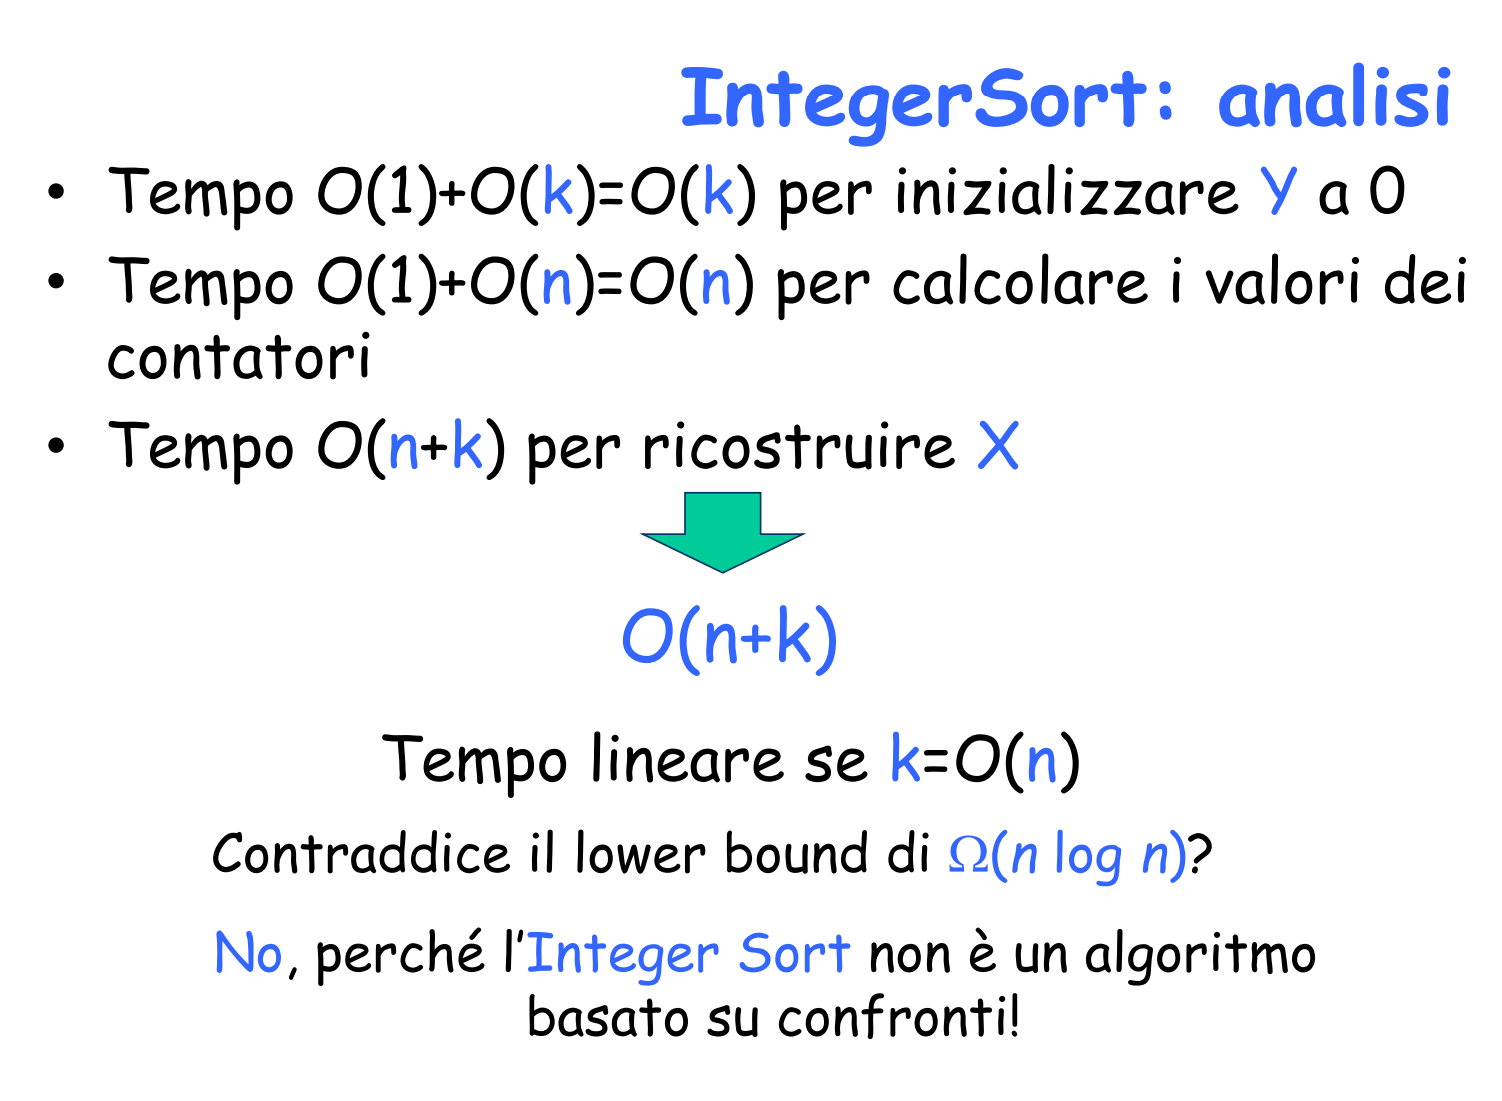 IntegerSort: analisi
• Tempo O(1)+O(k)=O(k) per inizializzare Y a 0
• Tempo O(1)+O(n)=O(n) per calcolare i valori dei
contatori
• Tempo O(n+k) per ricostruire X
O(n+k)
Tempo lineare se k=O(n)
Contraddice il lower bound di Ω(n log n)?
No, perché l’Integer Sort non è un algoritmo
basato su confronti!